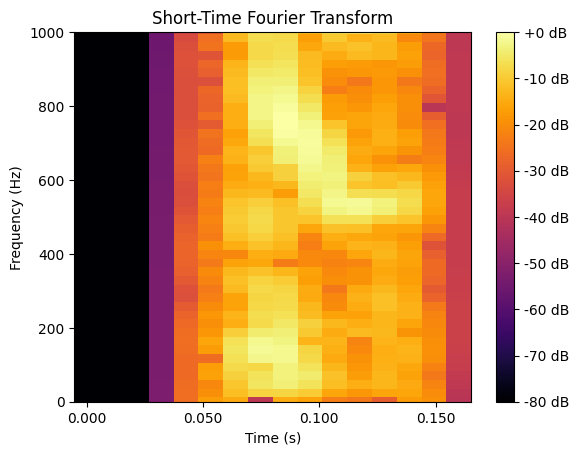 Short-Time Fourier Transform
1000
800
600
400
200
0
Frequency (Hz)
0.000
0.050
0.100
0.150
Time (s)
+0 dB
-10 dB
-20 dB
-30 dB
-40 dB
-50 dB
-60 dB
-70 dB
-80 dB